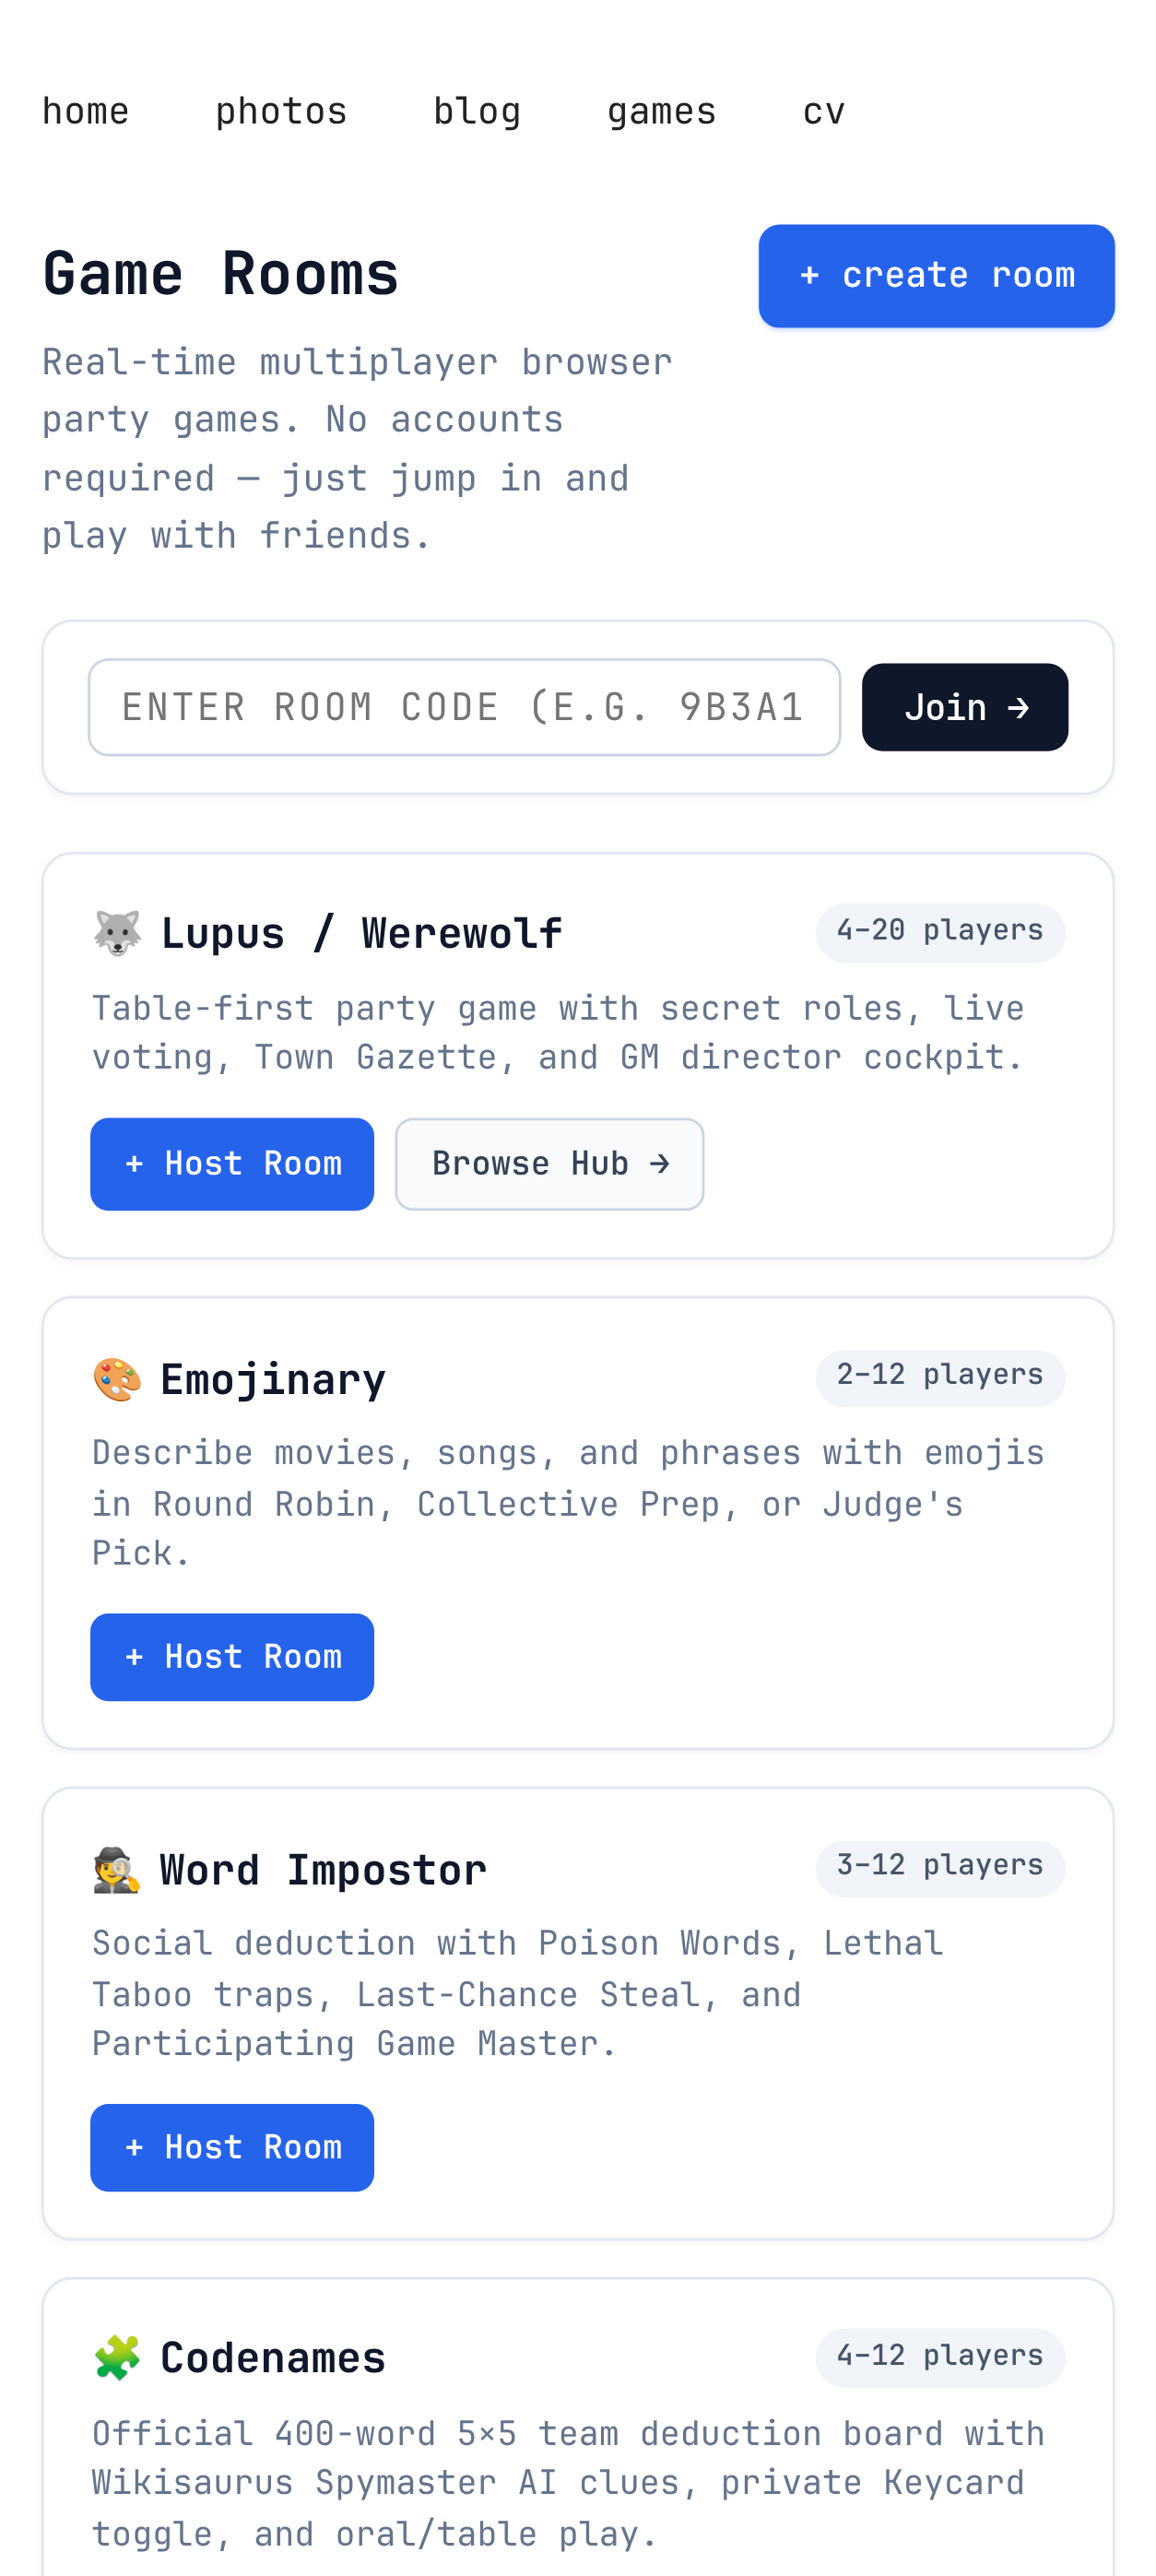 home photos blog games cv
Game Rooms
+ create room
Real-time multiplayer browser
party games. No accounts
required — just jump in and
play with friends.
ENTER ROOM CODE (E.G. 9B3A1
Join →
Lupus / Werewolf
4–20 players
Table-first party game with secret roles, live
voting, Town Gazette, and GM director cockpit.
+ Host Room
Browse Hub →
Emojinary
2–12 players
Describe movies, songs, and phrases with emojis
in Round Robin, Collective Prep, or Judge's
Pick.
+ Host Room
Word Impostor
3–12 players
Social deduction with Poison Words, Lethal
Taboo traps, Last-Chance Steal, and
Participating Game Master.
+ Host Room
Codenames
4–12 players
Official 400-word 5×5 team deduction board with
Wikisaurus Spymaster AI clues, private Keycard
toggle, and oral/table play.